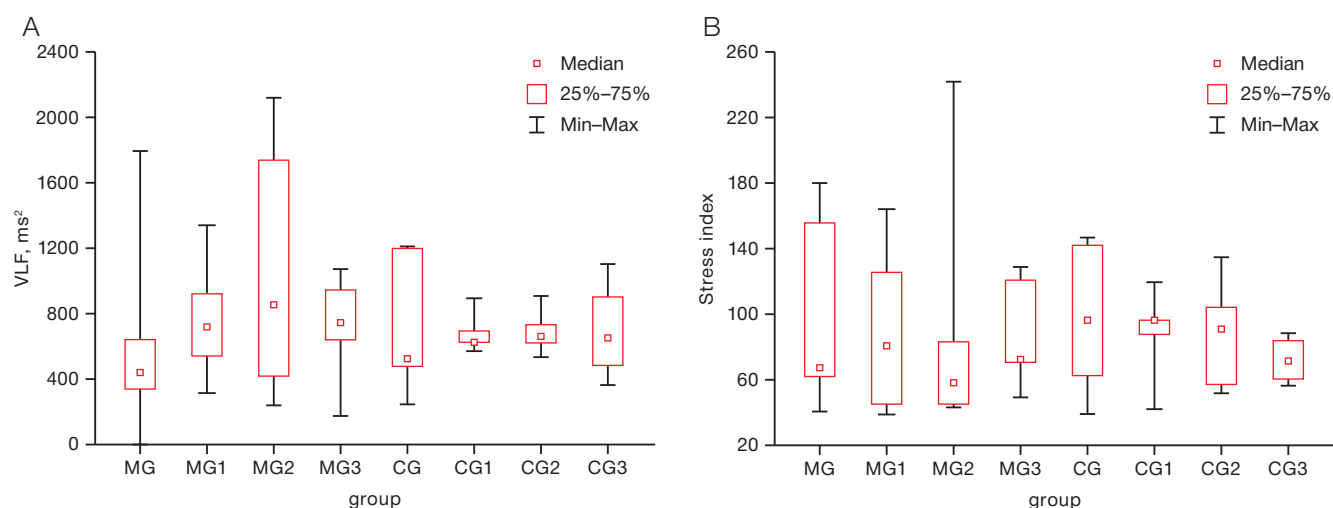 A
2400
2000
1600
1200
800
400
0
VLF, ms²
Median
25%–75%
Min–Max
MG MG1 MG2 MG3 CG CG1 CG2 CG3
group
B
260
220
180
140
100
60
20
Stress index
Median
25%–75%
Min–Max
MG MG1 MG2 MG3 CG CG1 CG2 CG3
group